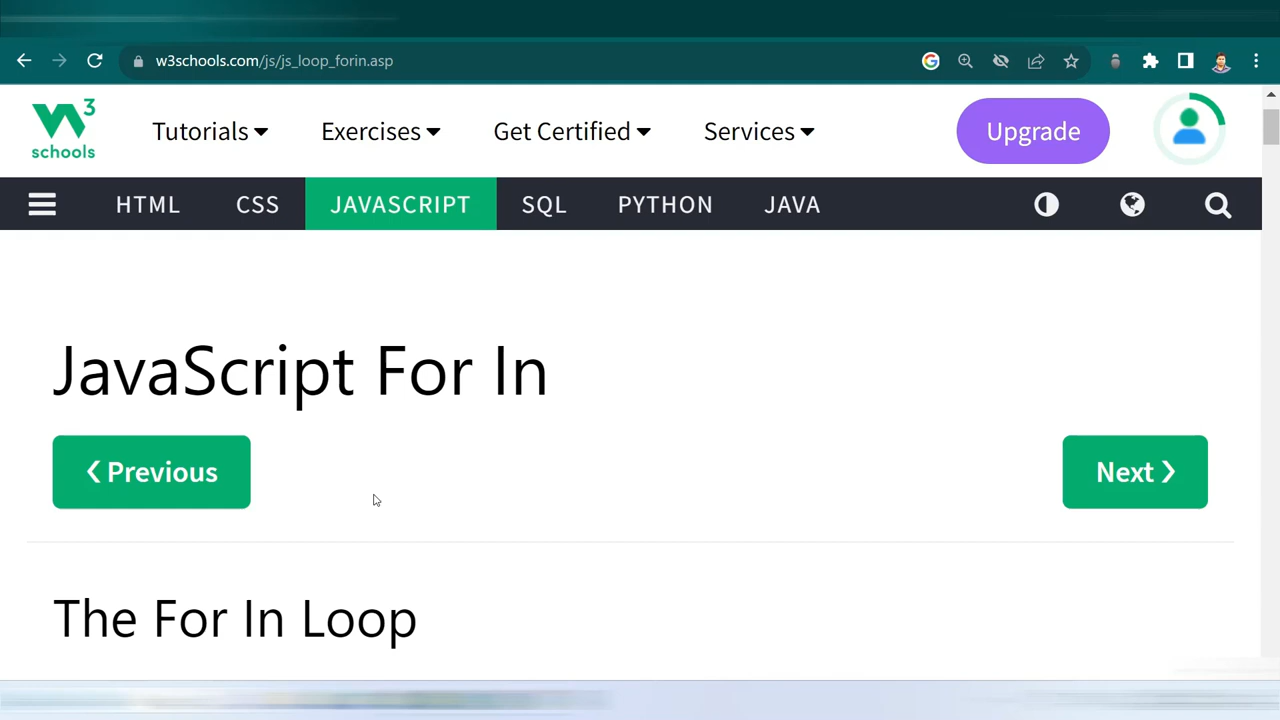 w3schools.com/js/js_loop_forin.asp
W3
schools
Tutorials Exercises Get Certified Services Upgrade
HTML CSS JAVASCRIPT SQL PYTHON JAVA
JavaScript For In
❮ Previous Next ❯
The For In Loop